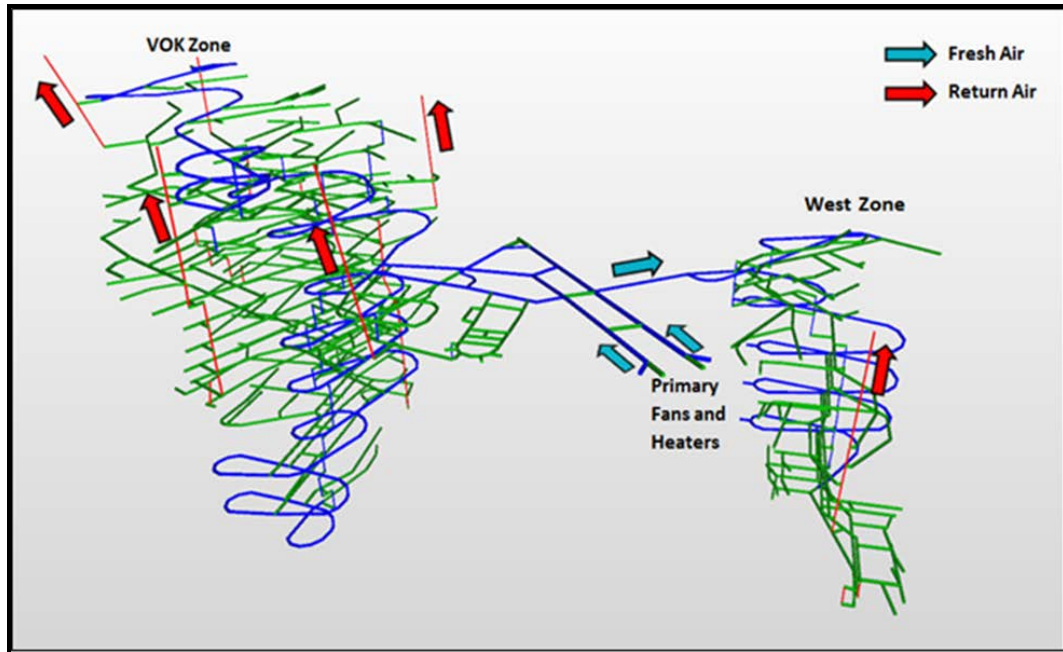 VOK Zone
Fresh Air
Return Air
West Zone
Primary
Fans and
Heaters